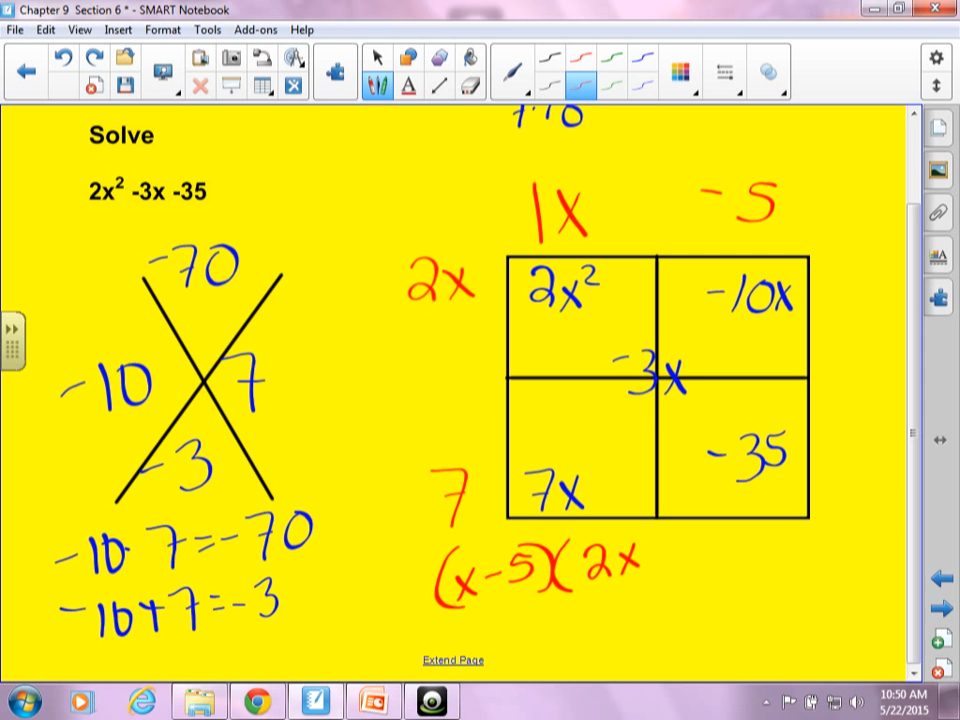 Chapter 9 Section 6 * - SMART Notebook
File Edit View Insert Format Tools Add-ons Help
Solve
2x² -3x -35
1x -5
2x 2x² -10x
-3x
7 7x -35
-70
-10 7
-3
-10·7=-70
-10+7=-3
(x-5)(2x
Extend Page
10:50 AM
5/22/2015